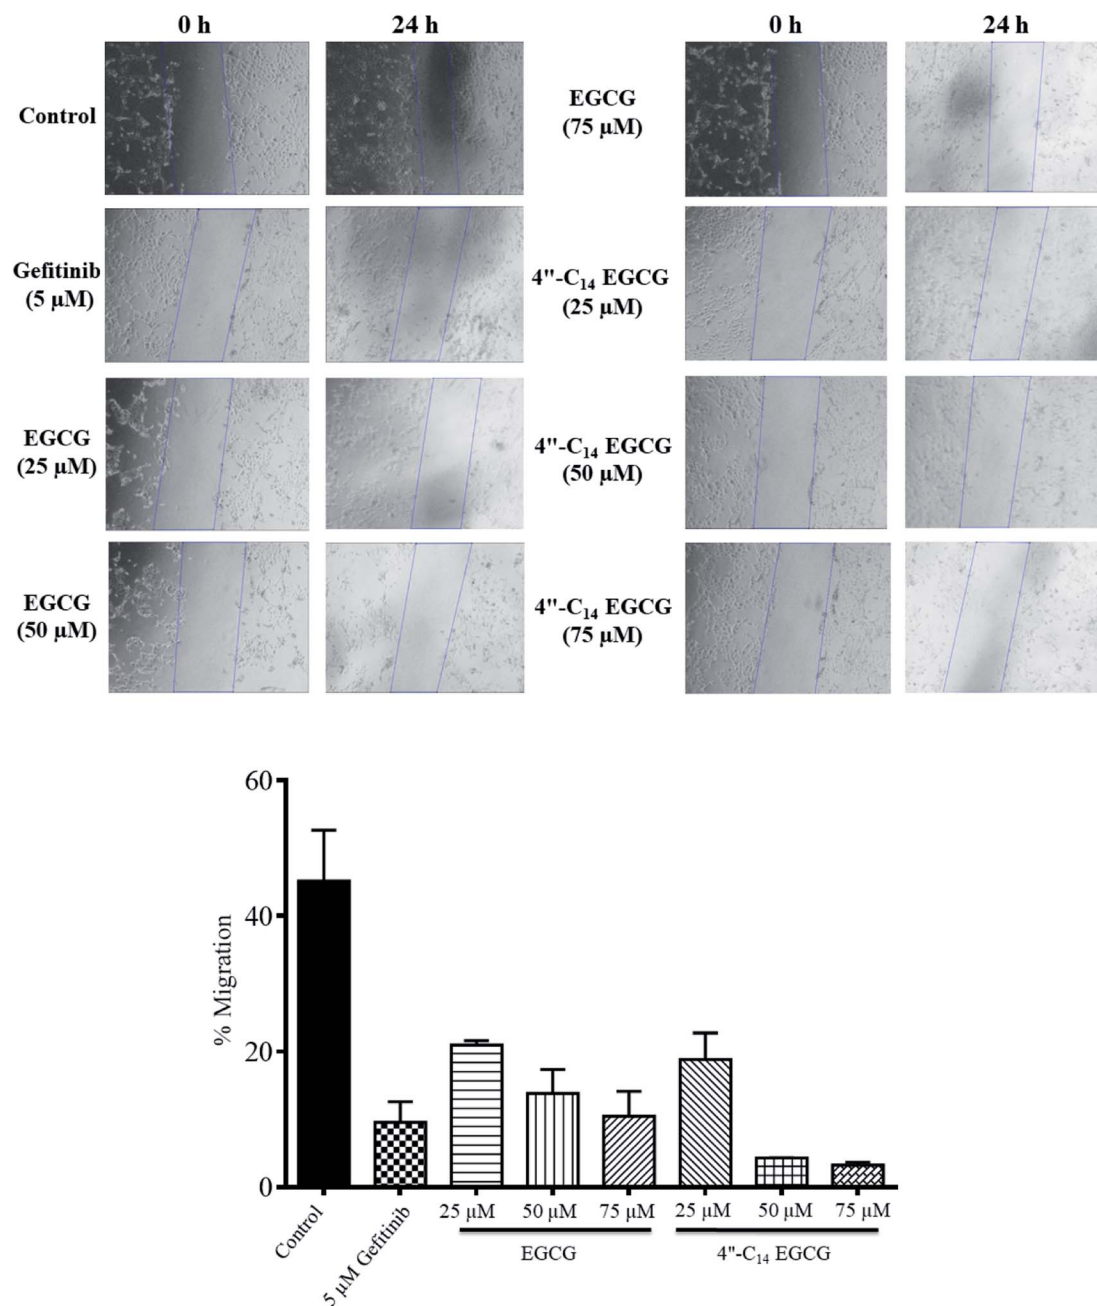 0 h 24 h 0 h 24 h
Control
EGCG
(75 µM)
Gefitinib
(5 µM)
4"-C₁₄ EGCG
(25 µM)
EGCG
(25 µM)
4"-C₁₄ EGCG
(50 µM)
EGCG
(50 µM)
4"-C₁₄ EGCG
(75 µM)
60
40
20
0
% Migration
Control
5 µM Gefitinib
25 µM 50 µM 75 µM 25 µM 50 µM 75 µM
EGCG 4"-C₁₄ EGCG